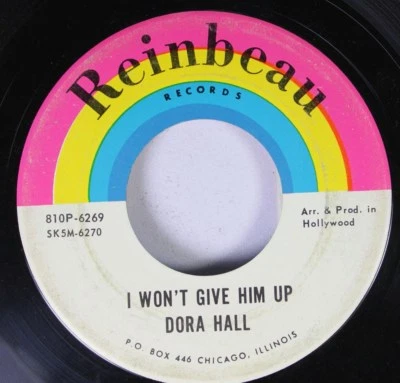 Reinbeau
RECORDS
810P-6269
SK5M-6270
Arr. & Prod. in
Hollywood
I WON'T GIVE HIM UP
DORA HALL
P.O. BOX 446 CHICAGO, ILLINOIS